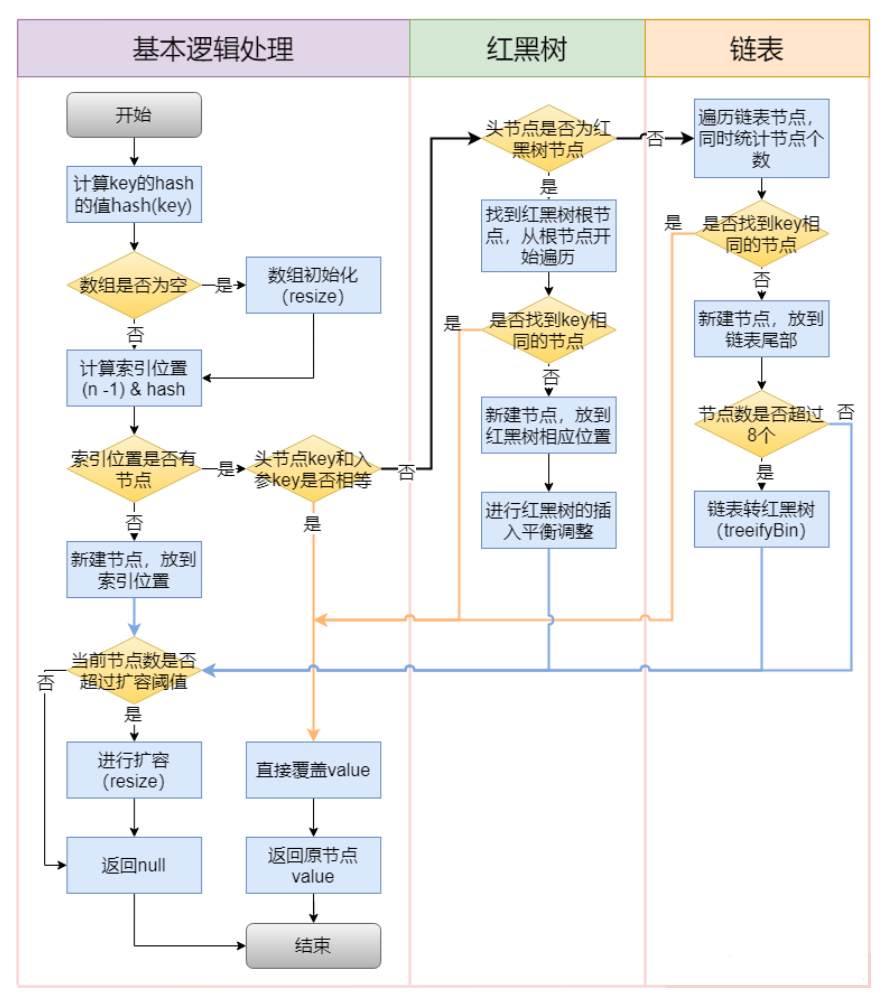 基本逻辑处理
红黑树
链表
开始
计算key的hash
的值hash(key)
数组是否为空
是
数组初始化
（resize）
否
计算索引位置
(n -1) & hash
索引位置是否有
节点
是
头节点key和入
参key是否相等
否
否
是
新建节点，放到
索引位置
当前节点数是否
超过扩容阈值
否
是
进行扩容
（resize）
直接覆盖value
返回null
返回原节点
value
结束
头节点是否为红
黑树节点
否
是
找到红黑树根节
点，从根节点开
始遍历
是否找到key相
同的节点
是
否
新建节点，放到
红黑树相应位置
进行红黑树的插
入平衡调整
遍历链表节点，
同时统计节点个
数
是否找到key相
同的节点
是
否
新建节点，放到
链表尾部
节点数是否超过
8个
否
是
链表转红黑树
（treeifyBin）